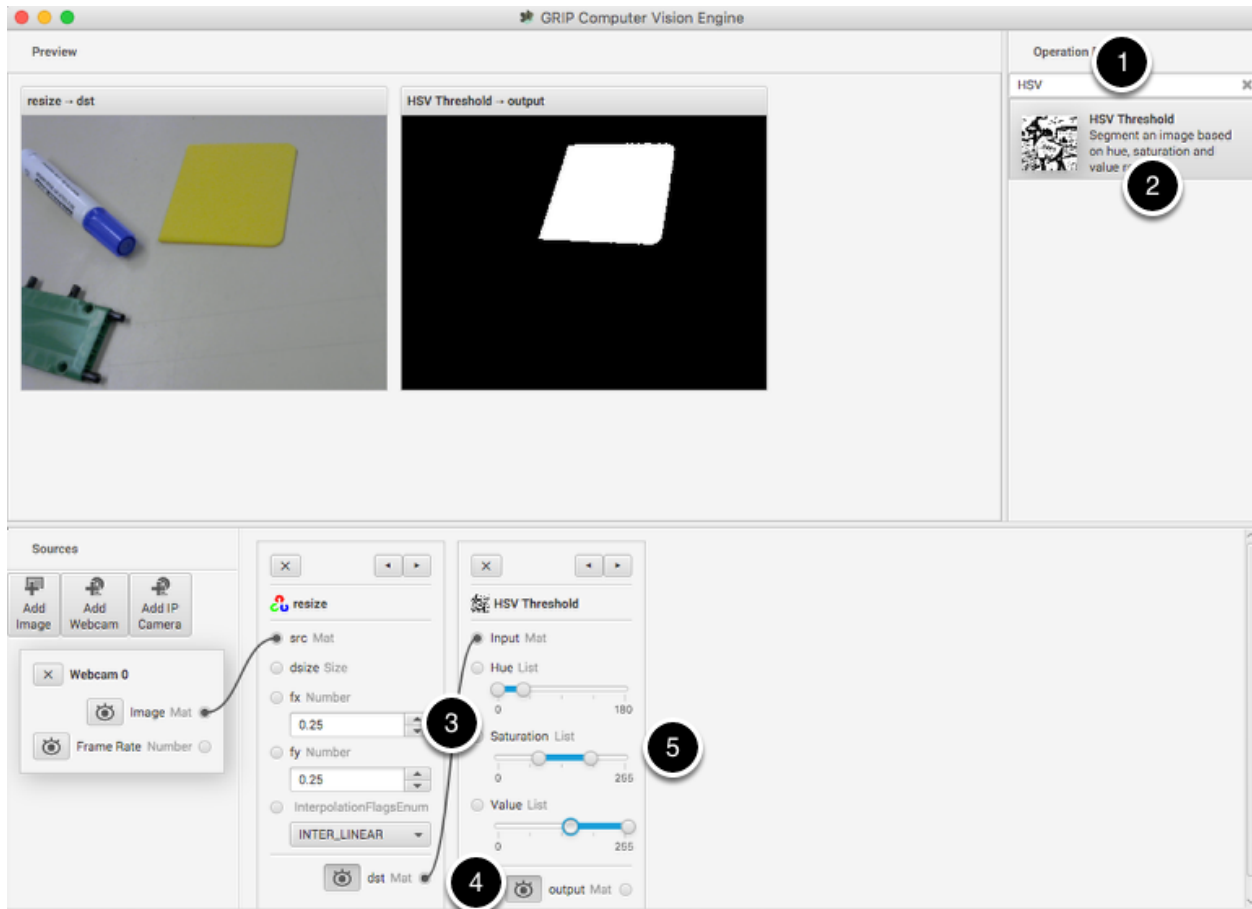 GRIP Computer Vision Engine
Preview
Operation
1
HSV
resize → dst
HSV Threshold → output
HSV Threshold
Segment an image based
on hue, saturation and
value
2
Sources
Add
Image
Add
Webcam
Add IP
Camera
Webcam 0
Image Mat
Frame Rate Number
resize
src Mat
dsize Size
fx Number
0.25
3
fy Number
0.25
InterpolationFlagsEnum
INTER_LINEAR
dst Mat
4
HSV Threshold
Input Mat
Hue List
0 180
Saturation List
5
0 255
Value List
0 255
output Mat